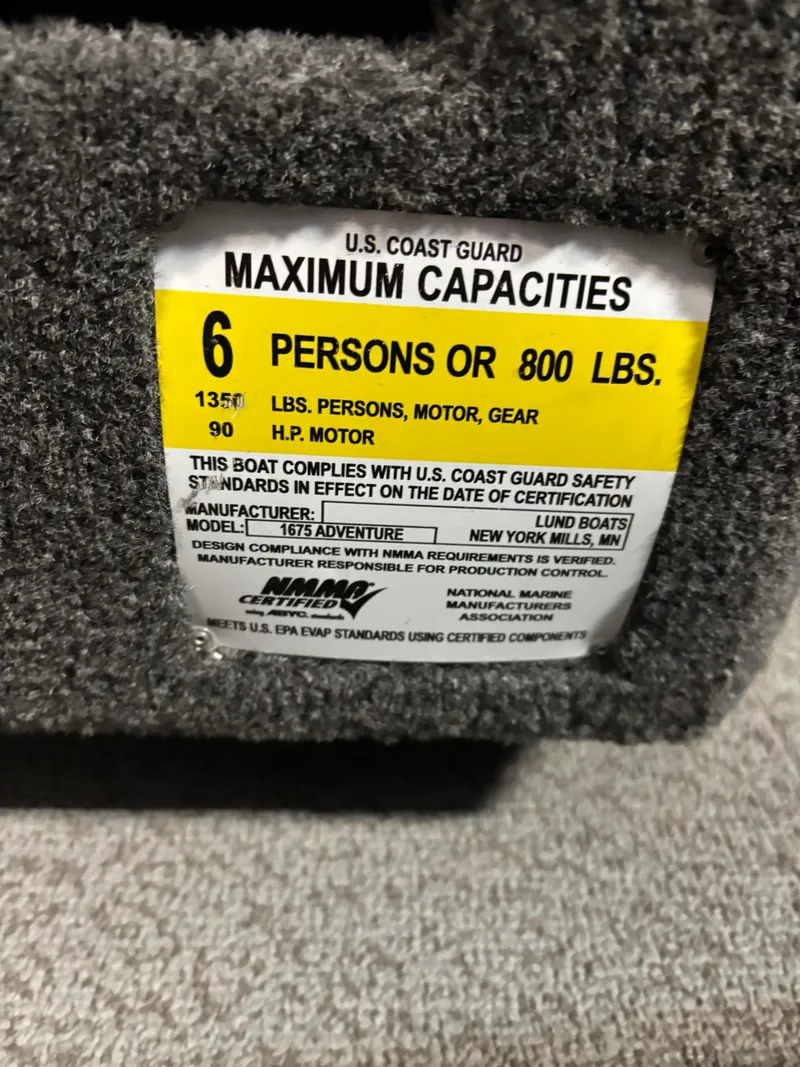 U.S. COAST GUARD
MAXIMUM CAPACITIES
6 PERSONS OR 800 LBS.
1350 LBS. PERSONS, MOTOR, GEAR
90 H.P. MOTOR
THIS BOAT COMPLIES WITH U.S. COAST GUARD SAFETY
STANDARDS IN EFFECT ON THE DATE OF CERTIFICATION
MANUFACTURER: LUND BOATS
MODEL: 1675 ADVENTURE NEW YORK MILLS, MN
DESIGN COMPLIANCE WITH NMMA REQUIREMENTS IS VERIFIED.
MANUFACTURER RESPONSIBLE FOR PRODUCTION CONTROL.
NMMA
CERTIFIED
using ABYC standards
NATIONAL MARINE
MANUFACTURERS
ASSOCIATION
MEETS U.S. EPA EVAP STANDARDS USING CERTIFIED COMPONENTS